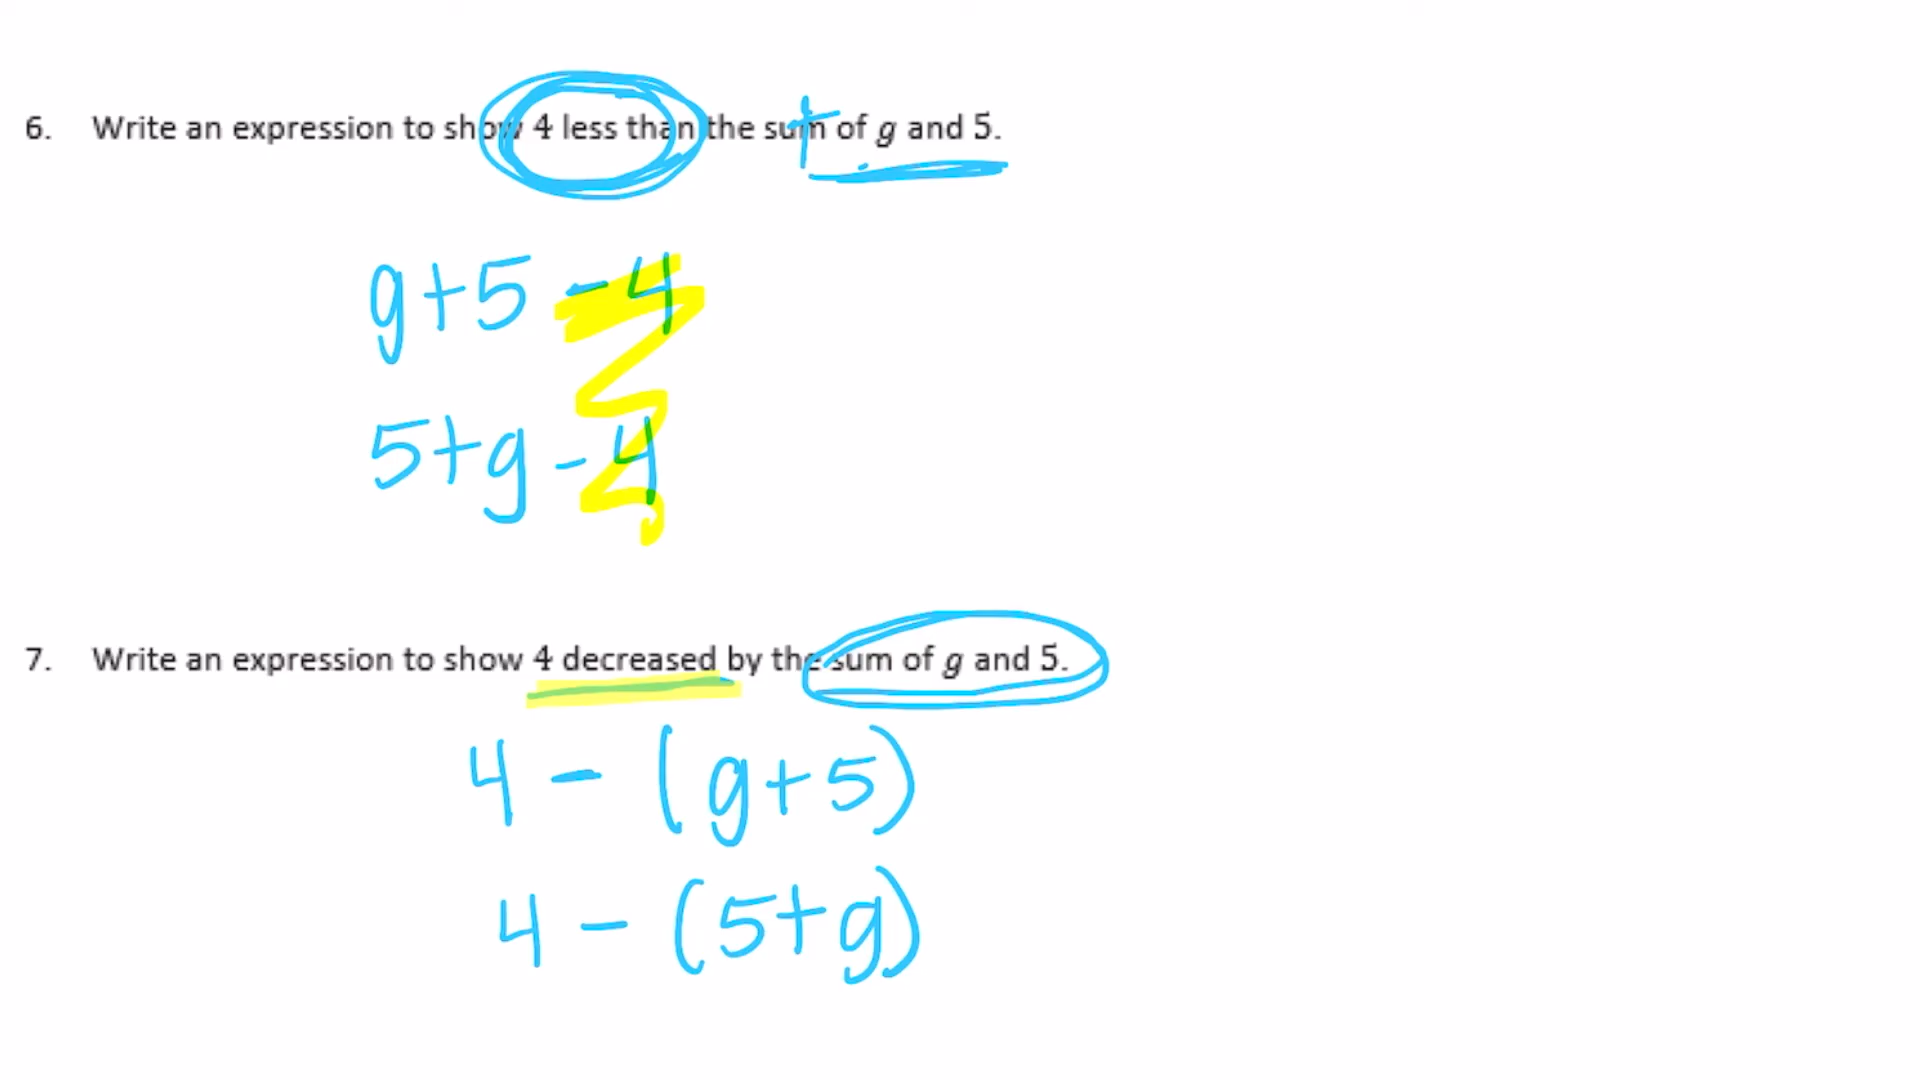 6. Write an expression to show 4 less than the sum of g and 5.
+
g+5 - 4
5+g - 4
7. Write an expression to show 4 decreased by the sum of g and 5.
4 - (g+5)
4 - (5+g)